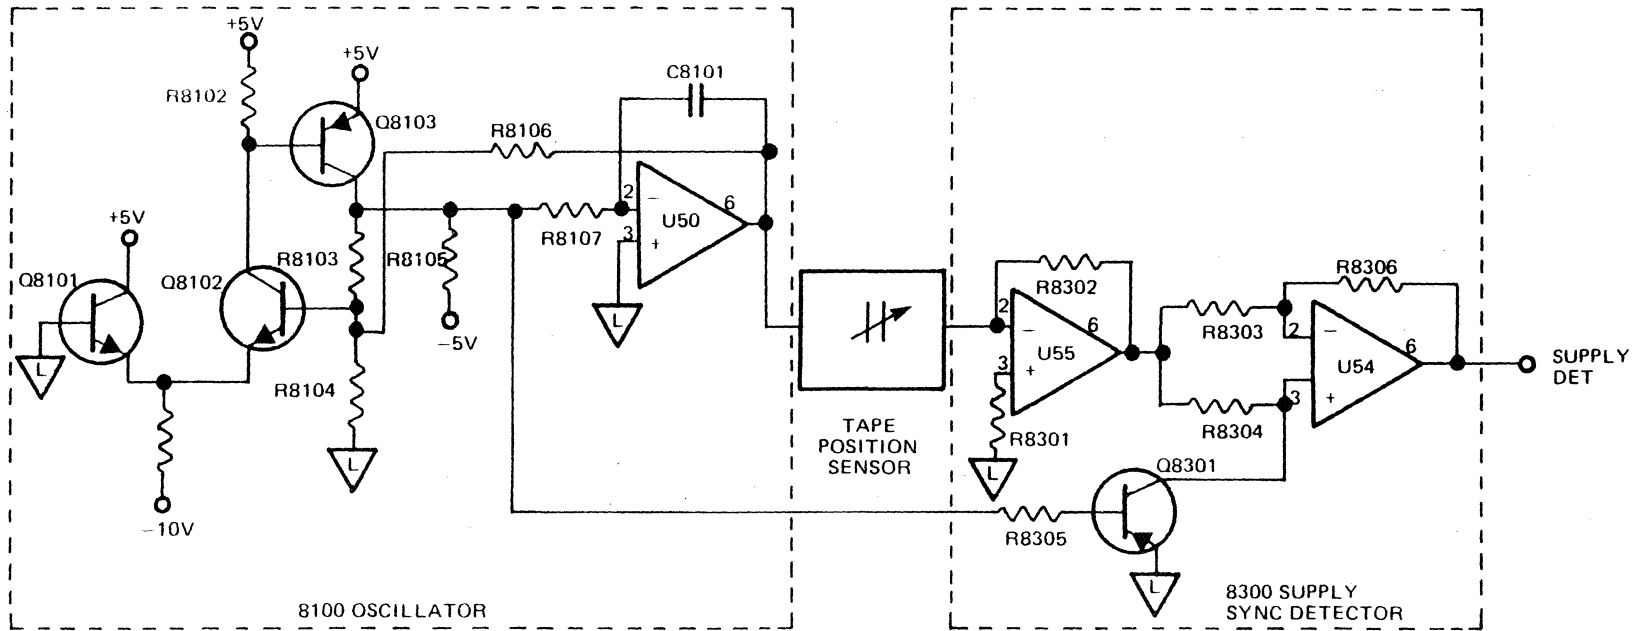 +5V
+5V
R8102
Q8103
C8101
R8106
+5V
2
−
6
U50
3
+
R8107
Q8101
Q8102
R8103
R8105
−5V
L
L
R8104
L
−10V
8100 OSCILLATOR
TAPE
POSITION
SENSOR
R8302
2
−
6
U55
3
+
R8301
L
R8303
R8304
R8306
2
−
6
U54
3
+
SUPPLY
DET
Q8301
R8305
L
8300 SUPPLY
SYNC DETECTOR